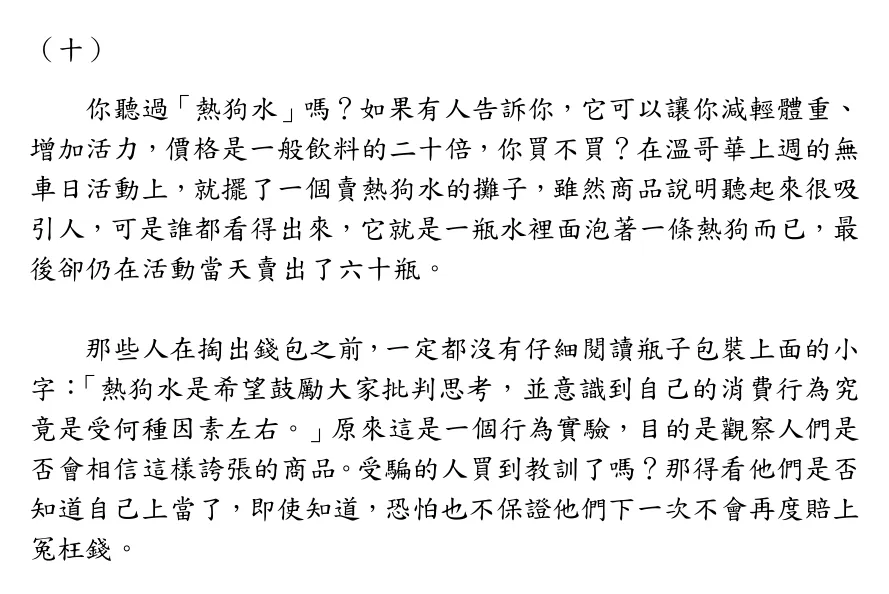 （十）
你聽過「熱狗水」嗎？如果有人告訴你，它可以讓你減輕體重、
增加活力，價格是一般飲料的二十倍，你買不買？在溫哥華上週的無
車日活動上，就擺了一個賣熱狗水的攤子，雖然商品說明聽起來很吸
引人，可是誰都看得出來，它就是一瓶水裡面泡著一條熱狗而已，最
後卻仍在活動當天賣出了六十瓶。
那些人在掏出錢包之前，一定都沒有仔細閱讀瓶子包裝上面的小
字：「熱狗水是希望鼓勵大家批判思考，並意識到自己的消費行為究
竟是受何種因素左右。」原來這是一個行為實驗，目的是觀察人們是
否會相信這樣誇張的商品。受騙的人買到教訓了嗎？那得看他們是否
知道自己上當了，即使知道，恐怕也不保證他們下一次不會再度賠上
冤枉錢。